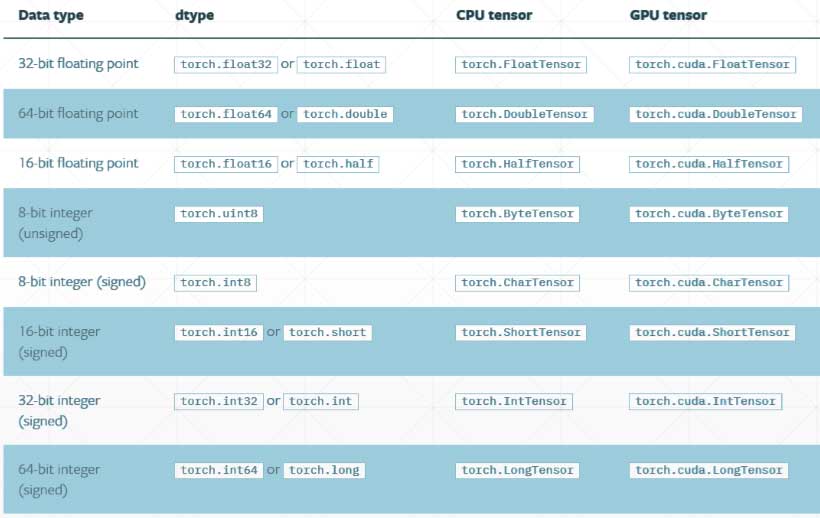 Data type dtype CPU tensor GPU tensor
32-bit floating point torch.float32 or torch.float torch.FloatTensor torch.cuda.FloatTensor
64-bit floating point torch.float64 or torch.double torch.DoubleTensor torch.cuda.DoubleTensor
16-bit floating point torch.float16 or torch.half torch.HalfTensor torch.cuda.HalfTensor
8-bit integer torch.uint8 torch.ByteTensor torch.cuda.ByteTensor
(unsigned)
8-bit integer (signed) torch.int8 torch.CharTensor torch.cuda.CharTensor
16-bit integer torch.int16 or torch.short torch.ShortTensor torch.cuda.ShortTensor
(signed)
32-bit integer torch.int32 or torch.int torch.IntTensor torch.cuda.IntTensor
(signed)
64-bit integer torch.int64 or torch.long torch.LongTensor torch.cuda.LongTensor
(signed)